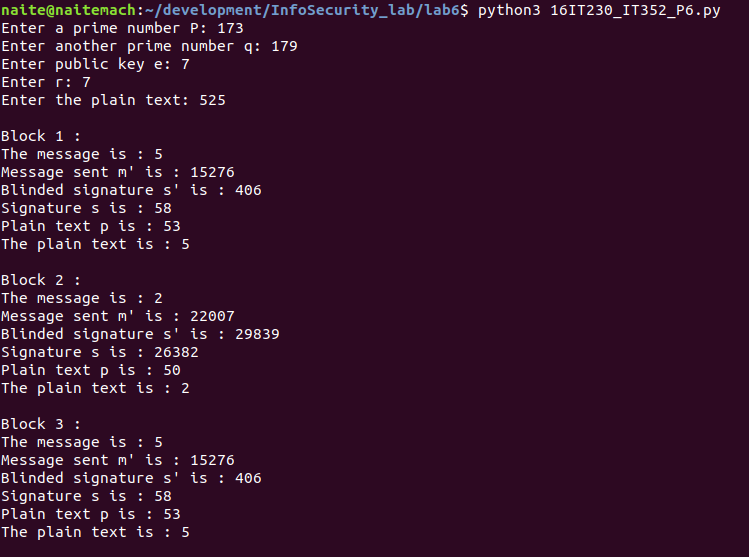 naite@naitemach:~/development/InfoSecurity_lab/lab6$ python3 16IT230_IT352_P6.py
Enter a prime number P: 173
Enter another prime number q: 179
Enter public key e: 7
Enter r: 7
Enter the plain text: 525
Block 1 :
The message is : 5
Message sent m' is : 15276
Blinded signature s' is : 406
Signature s is : 58
Plain text p is : 53
The plain text is : 5
Block 2 :
The message is : 2
Message sent m' is : 22007
Blinded signature s' is : 29839
Signature s is : 26382
Plain text p is : 50
The plain text is : 2
Block 3 :
The message is : 5
Message sent m' is : 15276
Blinded signature s' is : 406
Signature s is : 58
Plain text p is : 53
The plain text is : 5